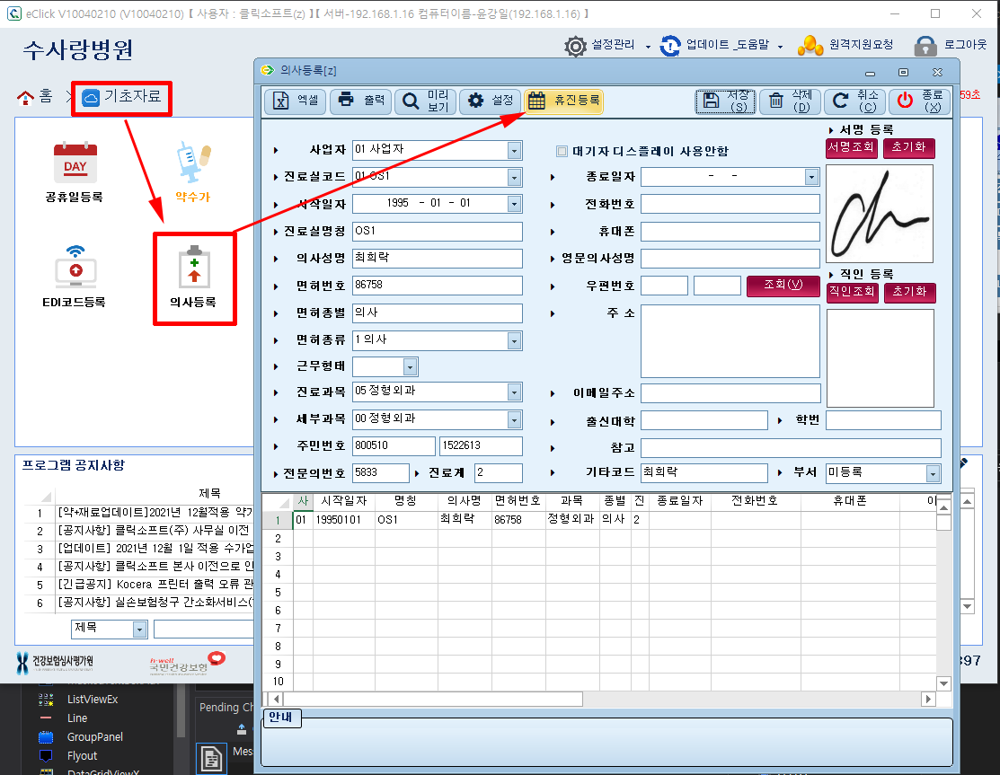 eClick V10040210 (V10040210) 【 사용자 : 클릭소프트(z) 】【 서버-192.168.1.16 컴퓨터이름-윤강일(192.168.1.16) 】
수사랑병원
설정관리
업데이트 _도움말
원격지원요청
로그아웃
홈
기초자료
59초
공휴일등록
DAY
약수가
EDI코드등록
의사등록
의사등록[z]
엑셀
출력
미리보기
설정
휴진등록
저장(S)
삭제(D)
취소(C)
종료(X)
사업자 01 사업자
진료실코드 01 OS1
시작일자 1995 - 01 - 01
진료실명칭 OS1
의사성명 최희락
면허번호 86758
면허종별 의사
면허종류 1 의사
근무형태
진료과목 05 정형외과
세부과목 00 정형외과
주민번호 800510 1522613
전문의번호 5833 진료계 2
대기자 디스플레이 사용안함
종료일자 - -
전화번호
휴대폰
영문의사성명
우편번호 조회(V)
주 소
이메일주소
출신대학 학번
참고
기타코드 최희락 부서 미등록
서명 등록
서명조회 초기화
직인 등록
직인조회 초기화
사 시작일자 명칭 의사명 면허번호 과목 종별 진 종료일자 전화번호 휴대폰
1 01 19950101 OS1 최희락 86758 정형외과 의사 2
2
3
4
5
6
7
8
9
10
안내
프로그램 공지사항
제목
1 [약+재료업데이트]2021년 12월적용 약가
2 [공지사항] 클릭소프트(주) 사무실 이전
3 [업데이트] 2021년 12월 1일 적용 수가업
4 [공지사항] 클릭소프트 본사 이전으로 인
5 [긴급공지] Kocera 프린터 출력 오류 관
6 [공지사항] 실손보험청구 간소화서비스(
제목
건강보험심사평가원
h·well
국민건강보험
397
ListViewEx
Line
GroupPanel
Flyout
DataGridViewX
Pending Ch
Mess